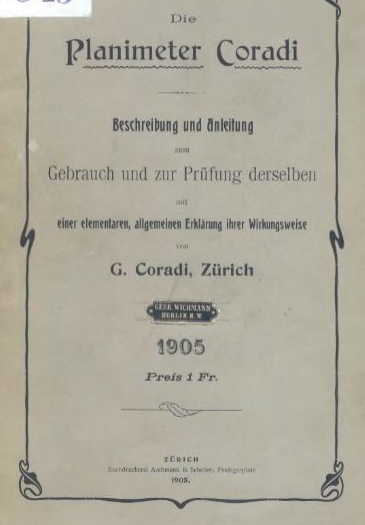 Die
Planimeter Coradi
Beschreibung und Anleitung
zum
Gebrauch und zur Prüfung derselben
mit
einer elementaren, allgemeinen Erklärung ihrer Wirkungsweise
von
G. Coradi, Zürich
GEBR. WICHMANN
BERLIN N.W
1905
Preis 1 Fr.
ZÜRICH
Buchdruckerei Aschmann & Scheller, Predigerplatz
1905.